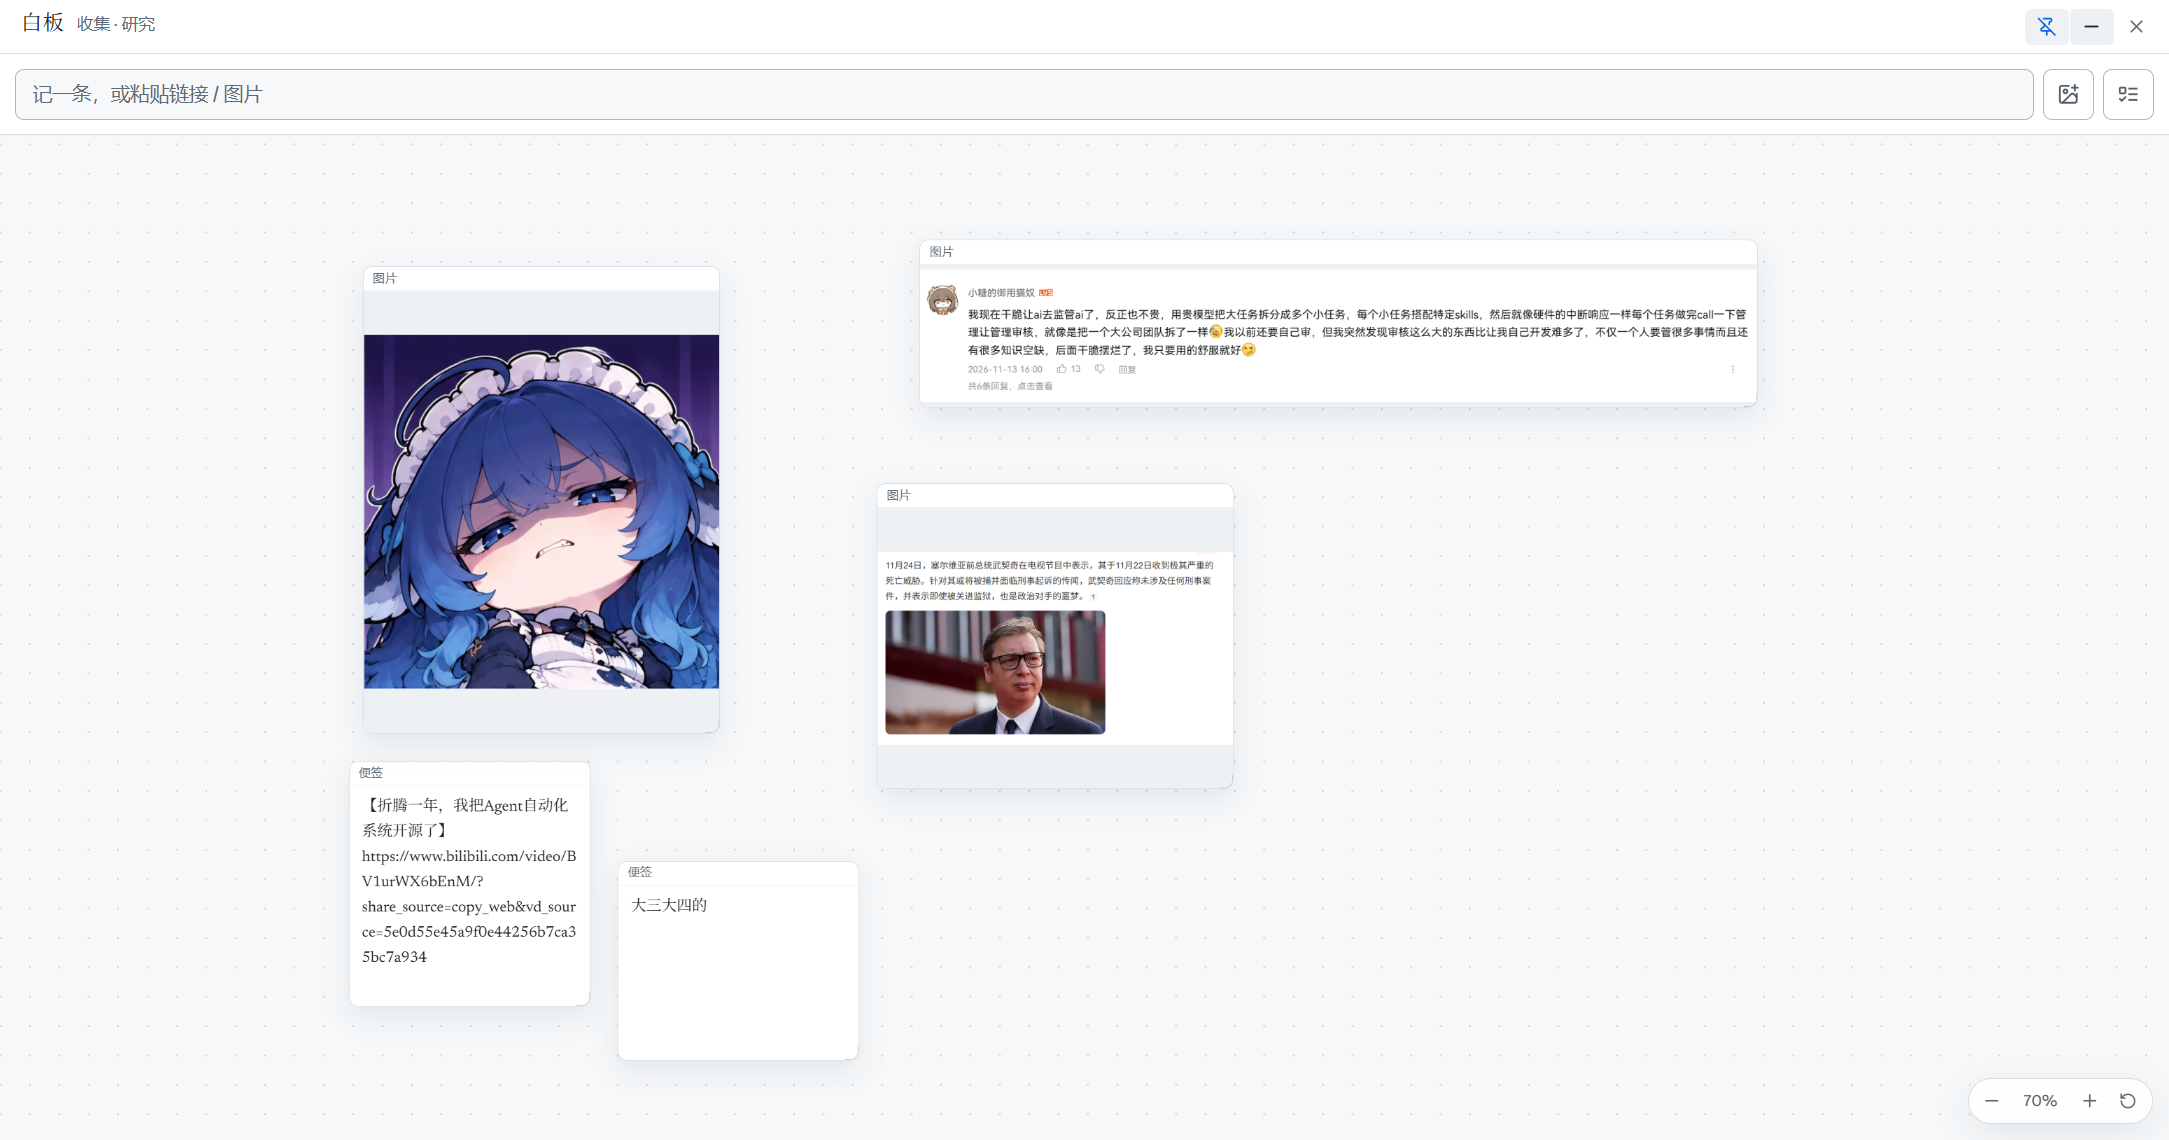 白板 收集 · 研究
记一条，或粘贴链接 / 图片
图片
图片
小糖的御用猫奴
我现在干脆让ai去监管ai了，反正也不贵，用贵模型把大任务拆分成多个小任务，每个小任务搭配特定skills，然后就像硬件的中断响应一样每个任务做完call一下管
理让管理审核，就像是把一个大公司团队拆了一样我以前还要自己审，但我突然发现审核这么大的东西比让我自己开发难多了，不仅一个人要管很多事情而且还
有很多知识空缺，后面干脆摆烂了，我只要用的舒服就好
2026-11-13 16:00 13 回复
共6条回复，点击查看
图片
11月24日，塞尔维亚前总统武契奇在电视节目中表示，其于11月22收到极其严重的
死亡威胁。针对其或将被捕并面临刑事起诉的传闻，武契奇回应称未涉及任何刑事案
件，并表示即使被关进监狱，也是政治对手的噩梦。
便签
【折腾一年，我把Agent自动化
系统开源了】
https://www.bilibili.com/video/B
V1urWX6bEnM/?
share_source=copy_web&vd_sour
ce=5e0d55e45a9f0e44256b7ca3
5bc7a934
便签
大三大四的
70%